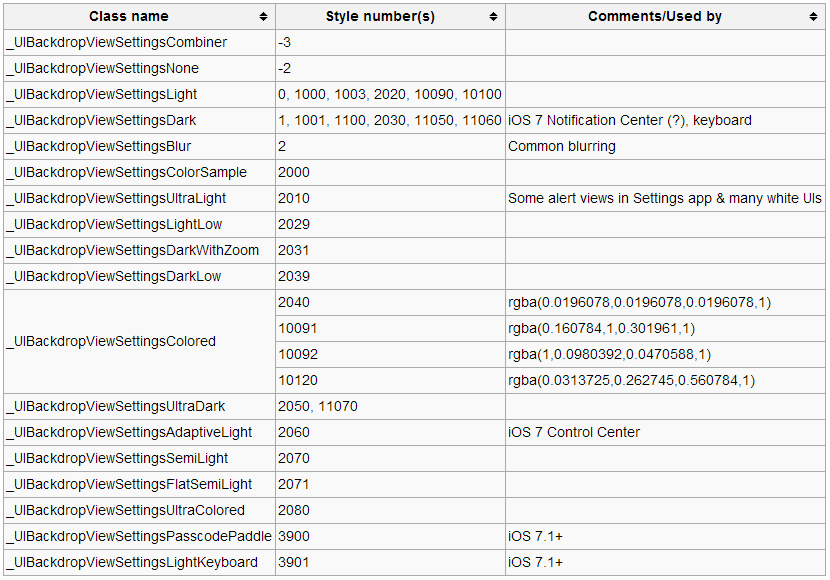 Class name Style number(s) Comments/Used by
_UIBackdropViewSettingsCombiner -3
_UIBackdropViewSettingsNone -2
_UIBackdropViewSettingsLight 0, 1000, 1003, 2020, 10090, 10100
_UIBackdropViewSettingsDark 1, 1001, 1100, 2030, 11050, 11060 iOS 7 Notification Center (?), keyboard
_UIBackdropViewSettingsBlur 2 Common blurring
_UIBackdropViewSettingsColorSample 2000
_UIBackdropViewSettingsUltraLight 2010 Some alert views in Settings app & many white UIs
_UIBackdropViewSettingsLightLow 2029
_UIBackdropViewSettingsDarkWithZoom 2031
_UIBackdropViewSettingsDarkLow 2039
_UIBackdropViewSettingsColored
2040 rgba(0.0196078,0.0196078,0.0196078,1)
10091 rgba(0.160784,1,0.301961,1)
10092 rgba(1,0.0980392,0.0470588,1)
10120 rgba(0.0313725,0.262745,0.560784,1)
_UIBackdropViewSettingsUltraDark 2050, 11070
_UIBackdropViewSettingsAdaptiveLight 2060 iOS 7 Control Center
_UIBackdropViewSettingsSemiLight 2070
_UIBackdropViewSettingsFlatSemiLight 2071
_UIBackdropViewSettingsUltraColored 2080
_UIBackdropViewSettingsPasscodePaddle 3900 iOS 7.1+
_UIBackdropViewSettingsLightKeyboard 3901 iOS 7.1+